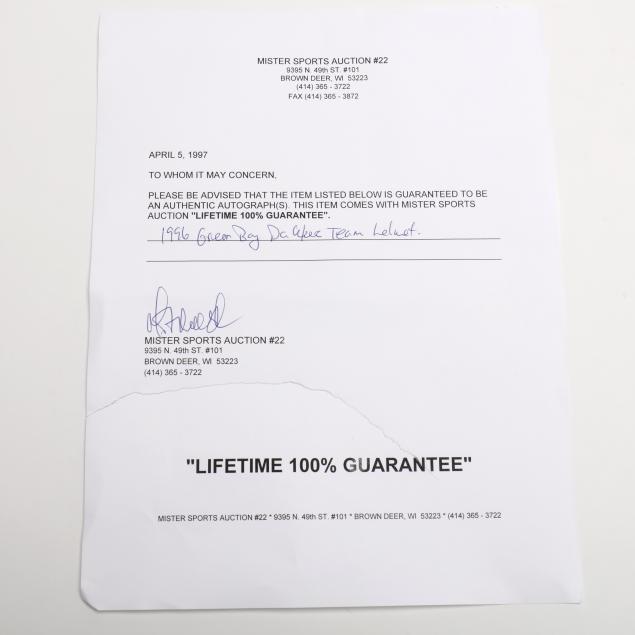 MISTER SPORTS AUCTION #22
9395 N. 49th ST. #101
BROWN DEER, WI 53223
(414) 365 - 3722
FAX (414) 365 - 3872
APRIL 5, 1997
TO WHOM IT MAY CONCERN,
PLEASE BE ADVISED THAT THE ITEM LISTED BELOW IS GUARANTEED TO BE
AN AUTHENTIC AUTOGRAPH(S). THIS ITEM COMES WITH MISTER SPORTS
AUCTION "LIFETIME 100% GUARANTEE".
1996 Green Bay Packer Team helmet.
MISTER SPORTS AUCTION #22
9395 N. 49th ST. #101
BROWN DEER, WI 53223
(414) 365 - 3722
"LIFETIME 100% GUARANTEE"
MISTER SPORTS AUCTION #22 * 9395 N. 49th ST. #101 * BROWN DEER, WI 53223 * (414) 365 - 3722